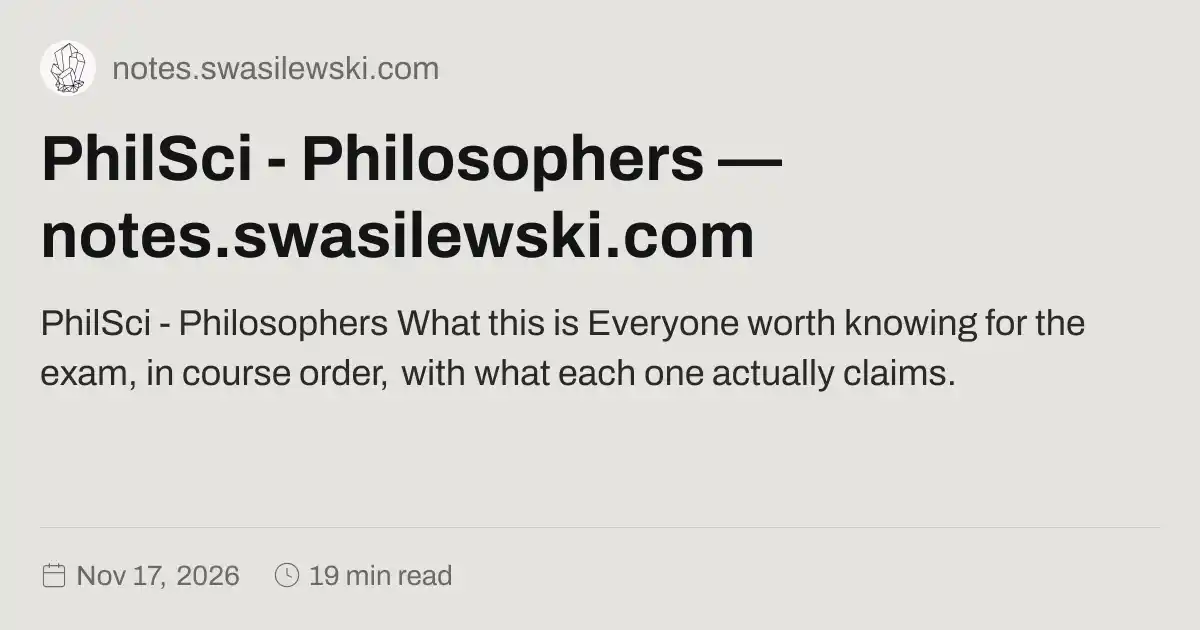 notes.swasilewski.com
PhilSci - Philosophers —
notes.swasilewski.com
PhilSci - Philosophers What this is Everyone worth knowing for the
exam, in course order, with what each one actually claims.
Nov 17, 2026 19 min read